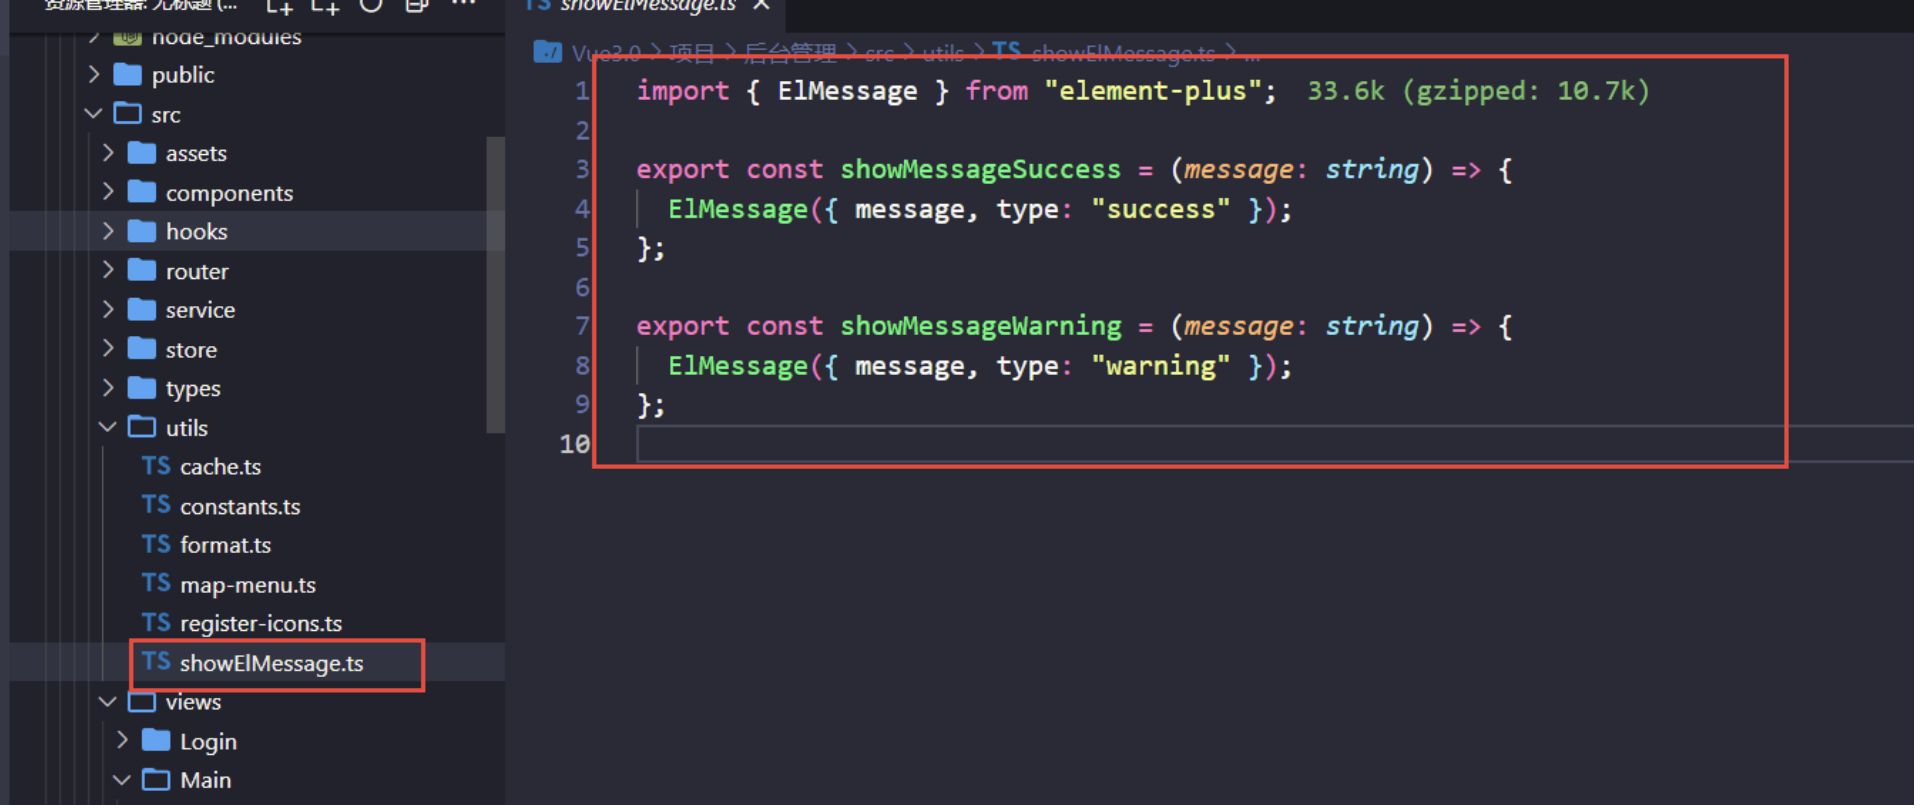 资源管理器: 无标题 (...
node_modules
public
src
assets
components
hooks
router
service
store
types
utils
TS cache.ts
TS constants.ts
TS format.ts
TS map-menu.ts
TS register-icons.ts
TS showElMessage.ts
views
Login
Main
TS showElMessage.ts
Vue3.0 > 项目 > 后台管理 > src > utils > TS showElMessage.ts > ...
1 import { ElMessage } from "element-plus"; 33.6k (gzipped: 10.7k)
2
3 export const showMessageSuccess = (message: string) => {
4 ElMessage({ message, type: "success" });
5 };
6
7 export const showMessageWarning = (message: string) => {
8 ElMessage({ message, type: "warning" });
9 };
10